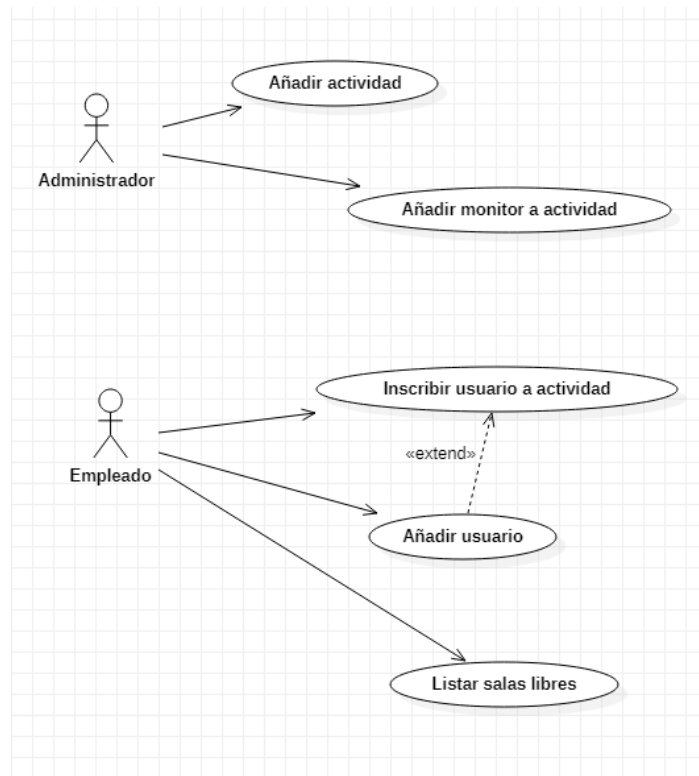 Añadir actividad
Administrador
Añadir monitor a actividad
Inscribir usuario a actividad
«extend»
Empleado
Añadir usuario
Listar salas libres